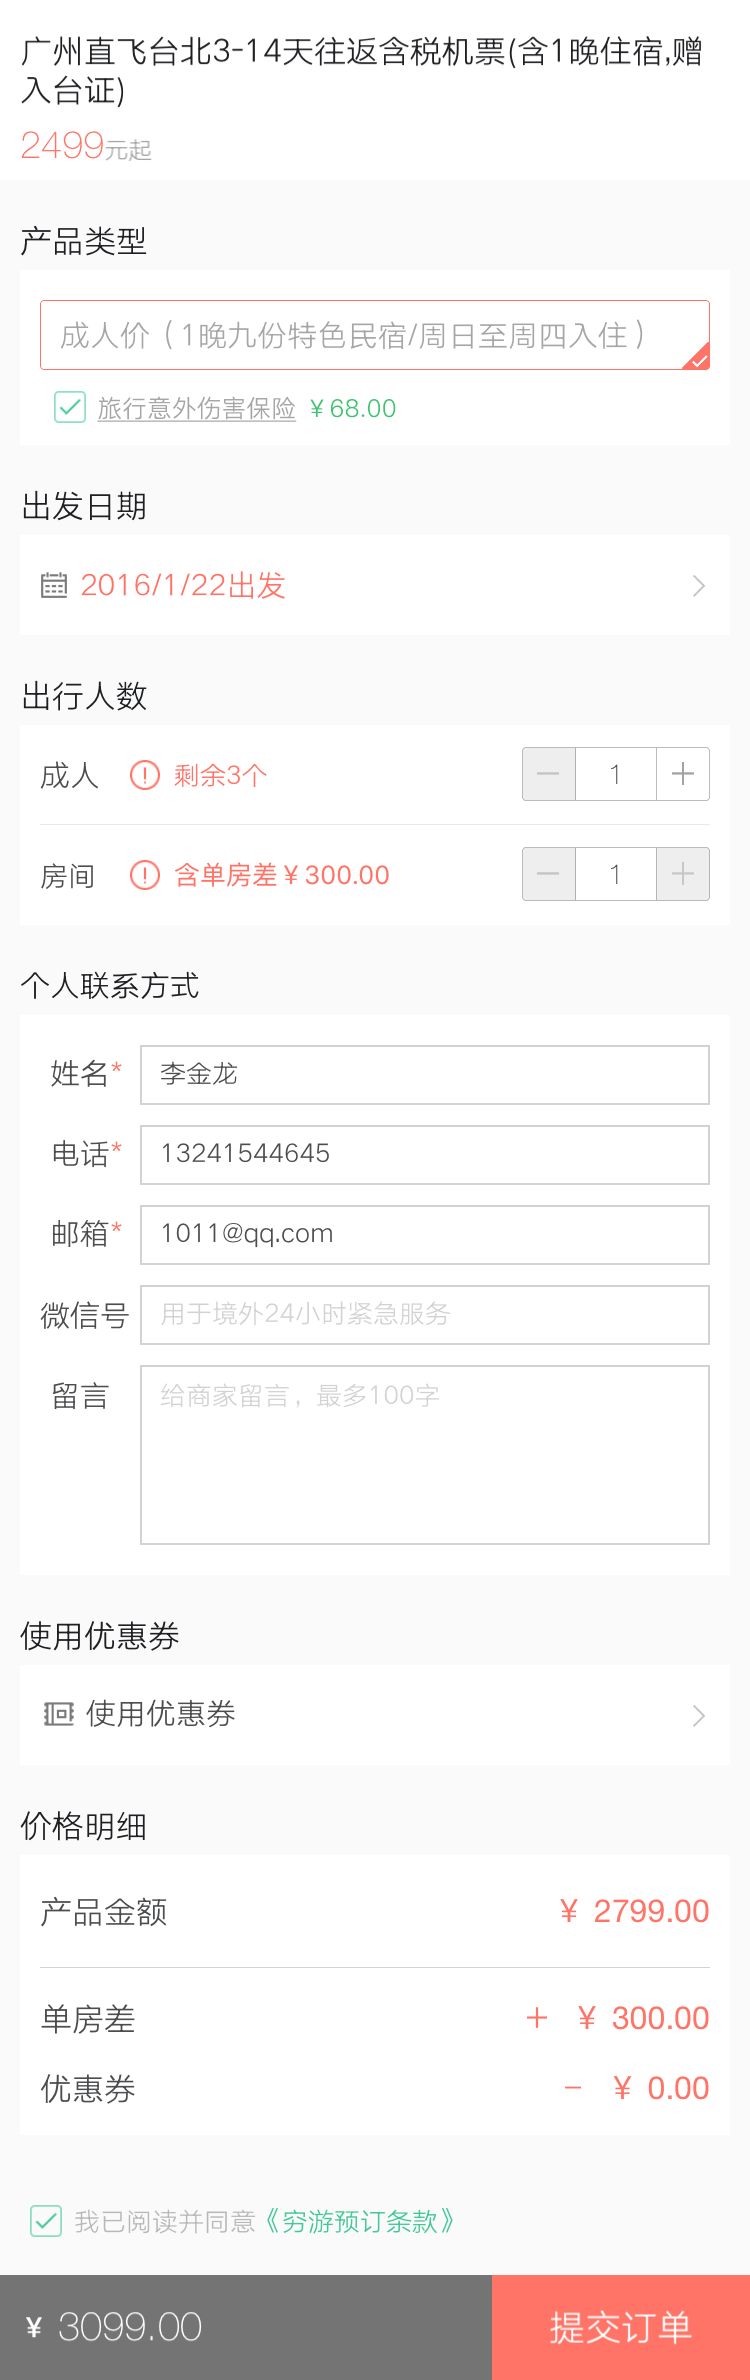 广州直飞台北3-14天往返含税机票(含1晚住宿,赠
入台证)
2499元起
产品类型
成人价（1晚九份特色民宿/周日至周四入住）
旅行意外伤害保险 ¥68.00
出发日期
2016/1/22出发
出行人数
成人 剩余3个 － 1 ＋
房间 含单房差¥300.00 － 1 ＋
个人联系方式
姓名* 李金龙
电话* 13241544645
邮箱* 1011@qq.com
微信号 用于境外24小时紧急服务
留言 给商家留言，最多100字
使用优惠券
使用优惠券
价格明细
产品金额 ¥ 2799.00
单房差 + ¥ 300.00
优惠券 － ¥ 0.00
我已阅读并同意《穷游预订条款》
¥ 3099.00 提交订单